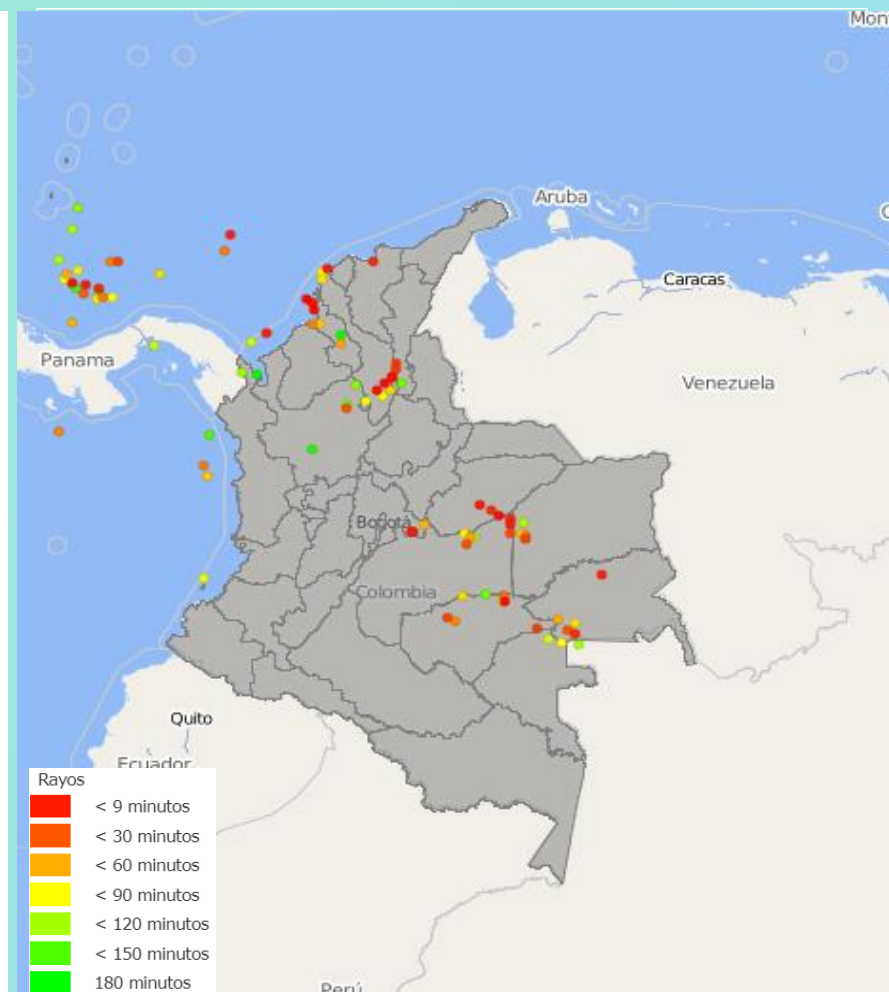 Mon
Aruba
C
Caracas
Panama
Venezuela
Bogotá
Colombia
Quito
Ecuador
Rayos
< 9 minutos
< 30 minutos
< 60 minutos
< 90 minutos
< 120 minutos
< 150 minutos
180 minutos
Perú